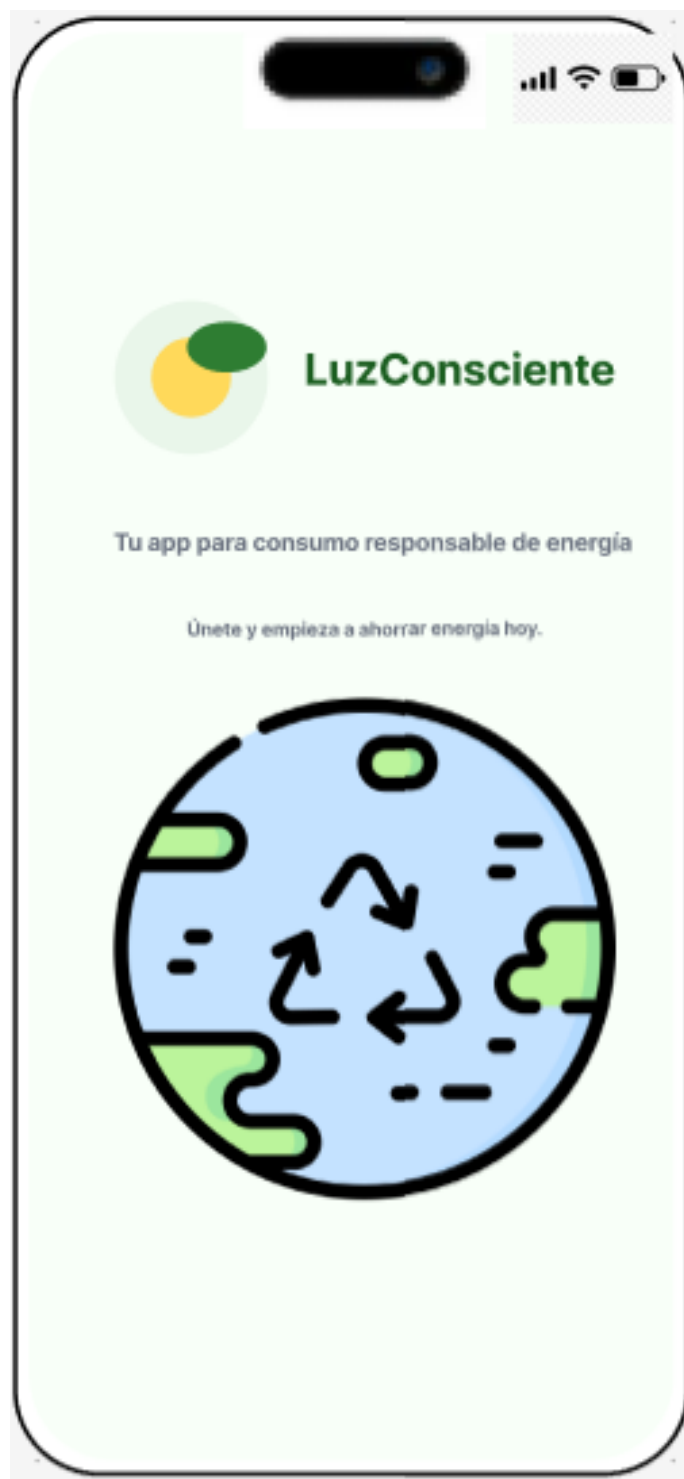 LuzConsciente
Tu app para consumo responsable de energía
Únete y empieza a ahorrar energía hoy.